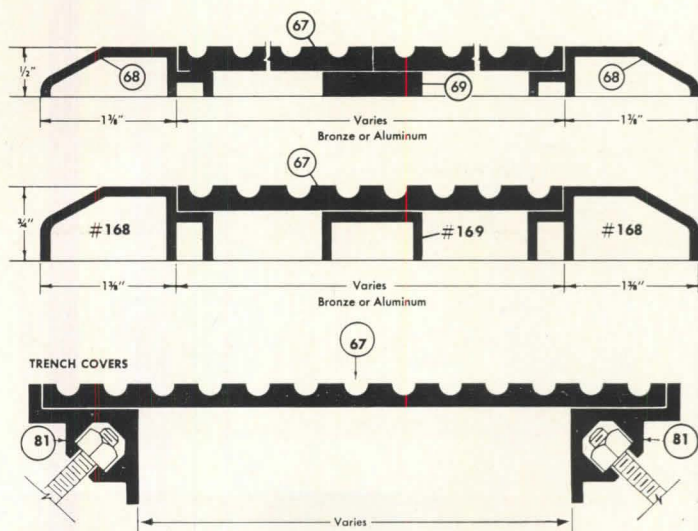 67
½"
68
69
68
1⅜"
Varies
1⅜"
Bronze or Aluminum
67
¾"
#168
#169
#168
1⅜"
Varies
1⅜"
Bronze or Aluminum
TRENCH COVERS
67
81
81
Varies